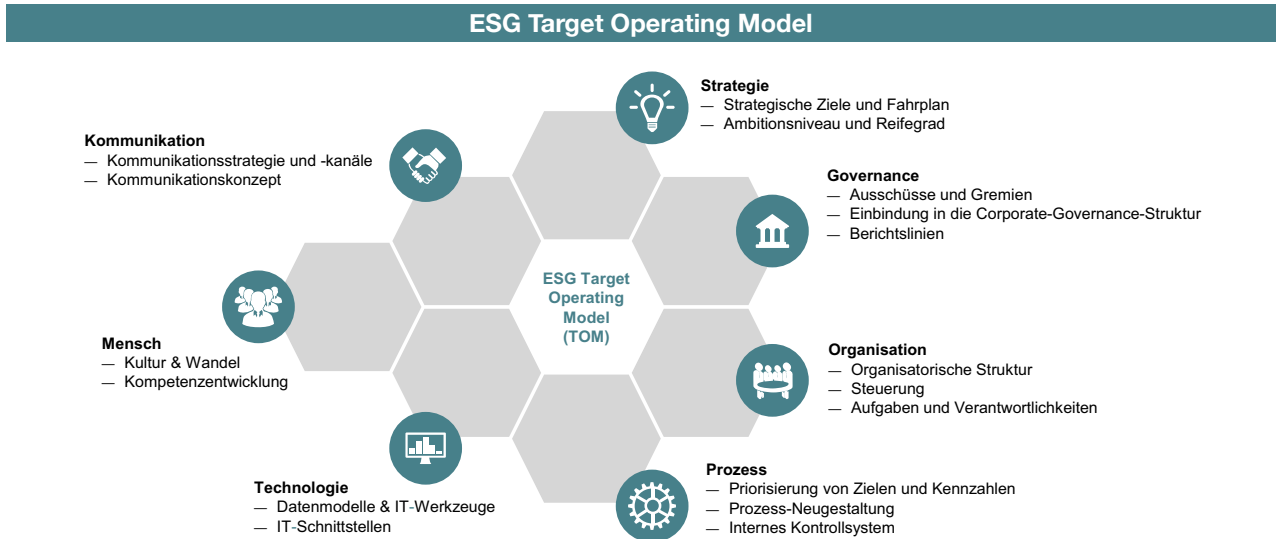 ESG Target Operating Model
Strategie
— Strategische Ziele und Fahrplan
— Ambitionsniveau und Reifegrad
Kommunikation
— Kommunikationsstrategie und -kanäle
— Kommunikationskonzept
Governance
— Ausschüsse und Gremien
— Einbindung in die Corporate-Governance-Struktur
— Berichtslinien
ESG Target
Operating
Model
(TOM)
Mensch
— Kultur & Wandel
— Kompetenzentwicklung
Organisation
— Organisatorische Struktur
— Steuerung
— Aufgaben und Verantwortlichkeiten
Technologie
— Datenmodelle & IT-Werkzeuge
— IT-Schnittstellen
Prozess
— Priorisierung von Zielen und Kennzahlen
— Prozess-Neugestaltung
— Internes Kontrollsystem